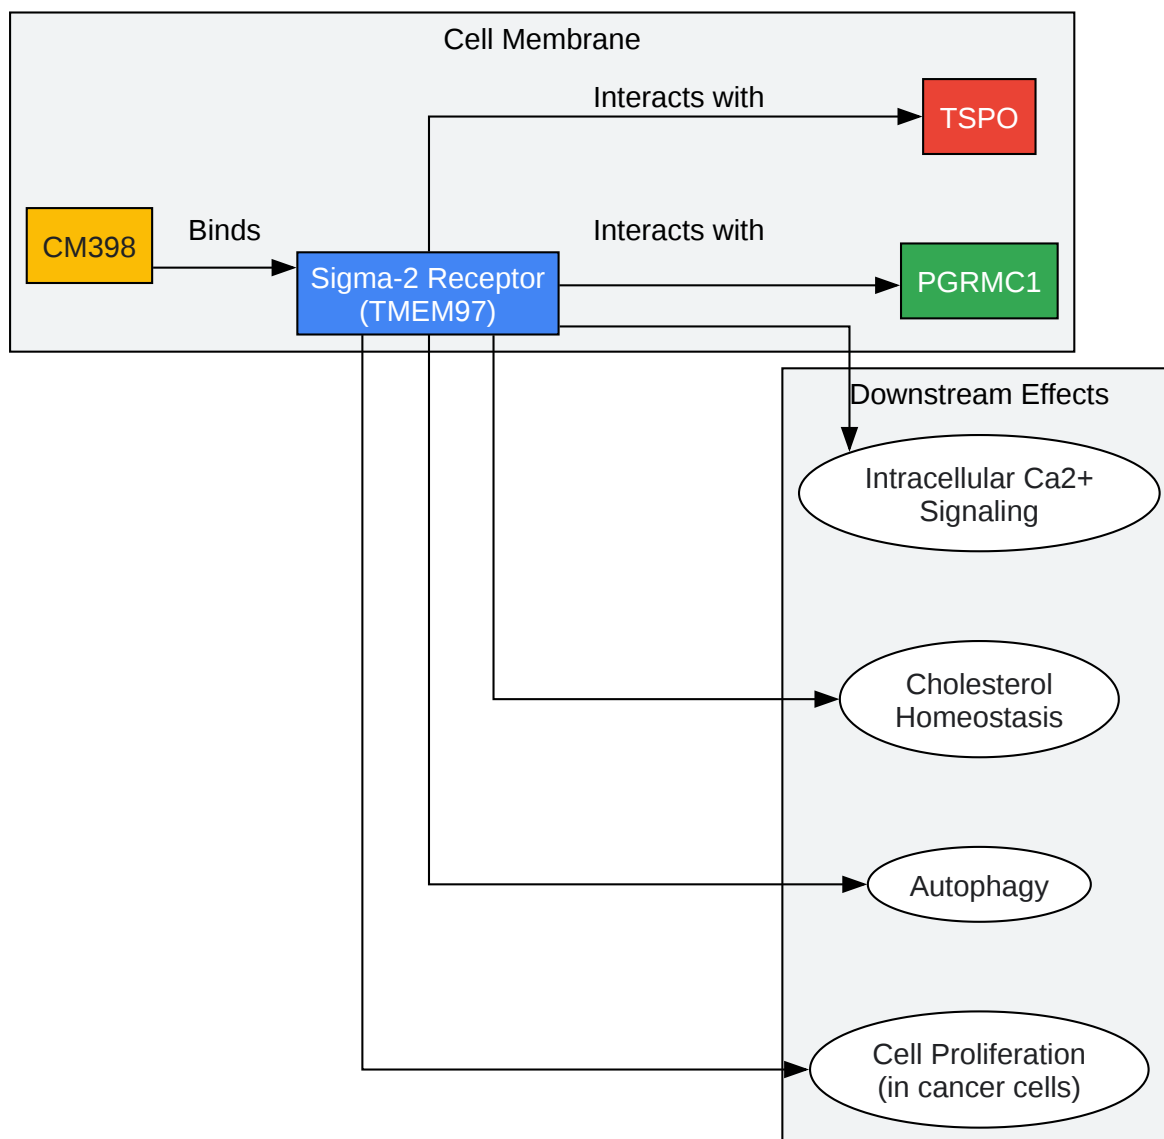 Cell Membrane
Interacts with
TSPO
CM398
Binds
Interacts with
Sigma-2 Receptor
(TMEM97)
PGRMC1
Downstream Effects
Intracellular Ca2+
Signaling
Cholesterol
Homeostasis
Autophagy
Cell Proliferation
(in cancer cells)